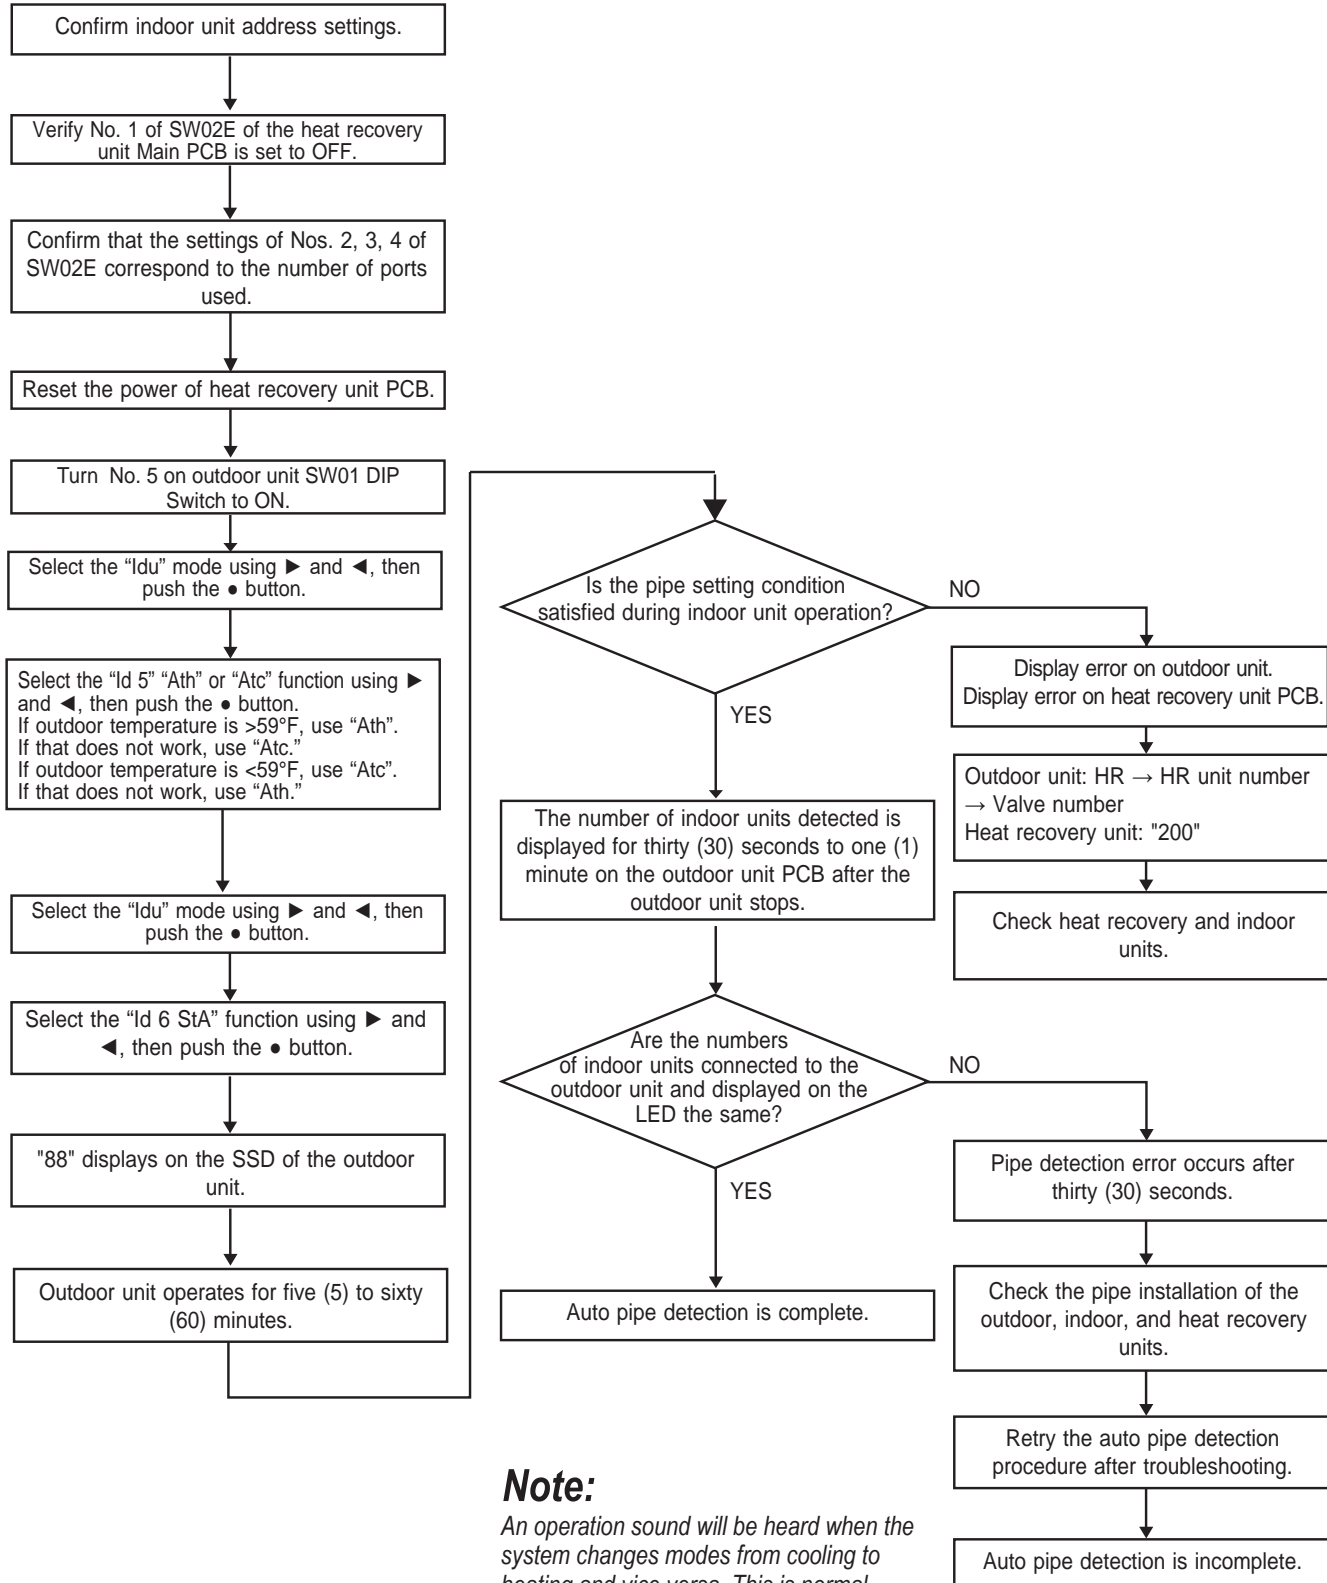 Confirm indoor unit address settings.
Verify No. 1 of SW02E of the heat recovery
unit Main PCB is set to OFF.
Confirm that the settings of Nos. 2, 3, 4 of
SW02E correspond to the number of ports
used.
Reset the power of heat recovery unit PCB.
Turn No. 5 on outdoor unit SW01 DIP
Switch to ON.
Select the “Idu” mode using ► and ◄, then
push the ● button.
Select the “Id 5” “Ath” or “Atc” function using ►
and ◄, then push the ● button.
If outdoor temperature is >59°F, use “Ath”.
If that does not work, use “Atc.”
If outdoor temperature is <59°F, use “Atc”.
If that does not work, use “Ath.”
Select the “Idu” mode using ► and ◄, then
push the ● button.
Select the “Id 6 StA” function using ► and
◄, then push the ● button.
"88" displays on the SSD of the outdoor
unit.
Outdoor unit operates for five (5) to sixty
(60) minutes.
Is the pipe setting condition
satisfied during indoor unit operation?
NO
YES
Display error on outdoor unit.
Display error on heat recovery unit PCB.
Outdoor unit: HR → HR unit number
→ Valve number
Heat recovery unit: "200"
Check heat recovery and indoor
units.
The number of indoor units detected is
displayed for thirty (30) seconds to one (1)
minute on the outdoor unit PCB after the
outdoor unit stops.
Are the numbers
of indoor units connected to the
outdoor unit and displayed on the
LED the same?
NO
YES
Auto pipe detection is complete.
Pipe detection error occurs after
thirty (30) seconds.
Check the pipe installation of the
outdoor, indoor, and heat recovery
units.
Retry the auto pipe detection
procedure after troubleshooting.
Auto pipe detection is incomplete.
Note:
An operation sound will be heard when the
system changes modes from cooling to
heating and vice versa. This is normal